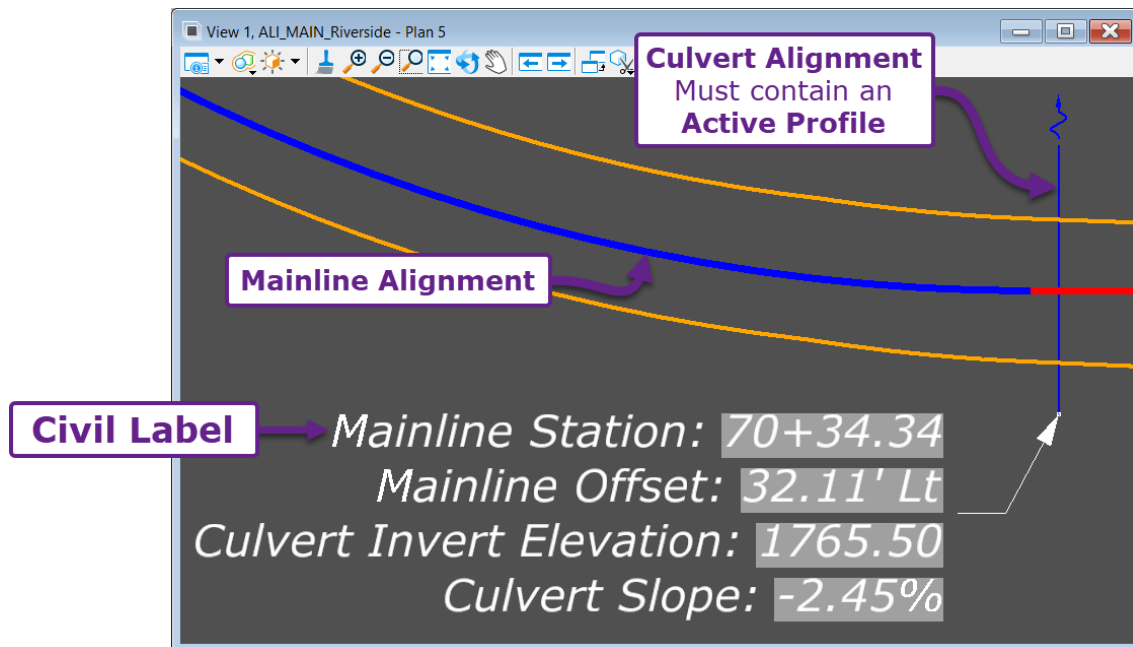 View 1, ALI_MAIN_Riverside - Plan 5
Culvert Alignment
Must contain an
Active Profile
Mainline Alignment
Civil Label
Mainline Station: 70+34.34
Mainline Offset: 32.11' Lt
Culvert Invert Elevation: 1765.50
Culvert Slope: -2.45%